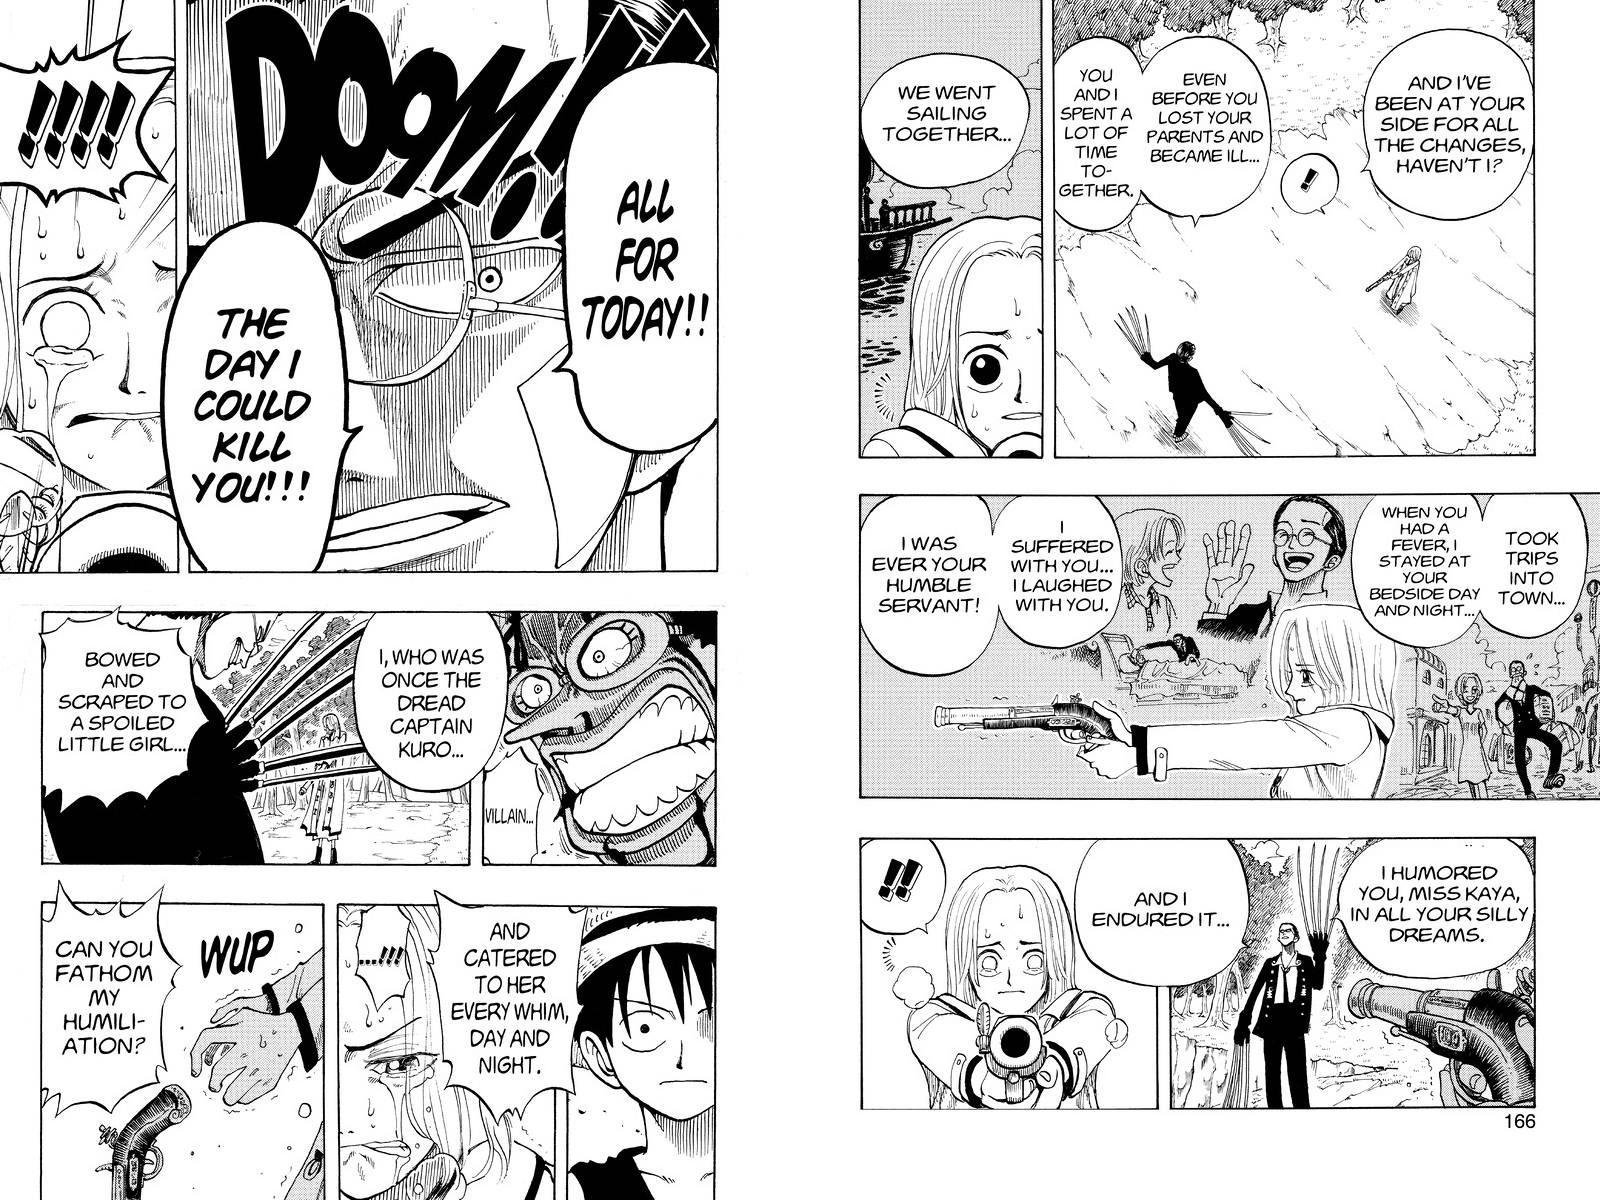 AND I'VE
BEEN AT YOUR
SIDE FOR ALL
THE CHANGES,
HAVEN'T I?
!
EVEN
BEFORE YOU
LOST YOUR
PARENTS AND
BECAME ILL...
YOU
AND I
SPENT A
LOT OF
TIME
TO-
GETHER.
WE WENT
SAILING
TOGETHER...
TOOK
TRIPS
INTO
TOWN...
WHEN YOU
HAD A
FEVER, I
STAYED AT
YOUR
BEDSIDE DAY
AND NIGHT...
I
SUFFERED
WITH YOU...
I LAUGHED
WITH YOU.
I WAS
EVER YOUR
HUMBLE
SERVANT!
I HUMORED
YOU, MISS KAYA,
IN ALL YOUR SILLY
DREAMS.
AND I
ENDURED IT...
!!
166
ALL
FOR
TODAY!!
DOOM!!
THE
DAY I
COULD
KILL
YOU!!!
!!!!
VILLAIN...
I, WHO WAS
ONCE THE
DREAD
CAPTAIN
KURO...
BOWED
AND
SCRAPED TO
A SPOILED
LITTLE GIRL...
AND
CATERED
TO HER
EVERY WHIM,
DAY AND
NIGHT.
...!!!
CAN YOU
FATHOM
MY
HUMILI-
ATION?
WUP